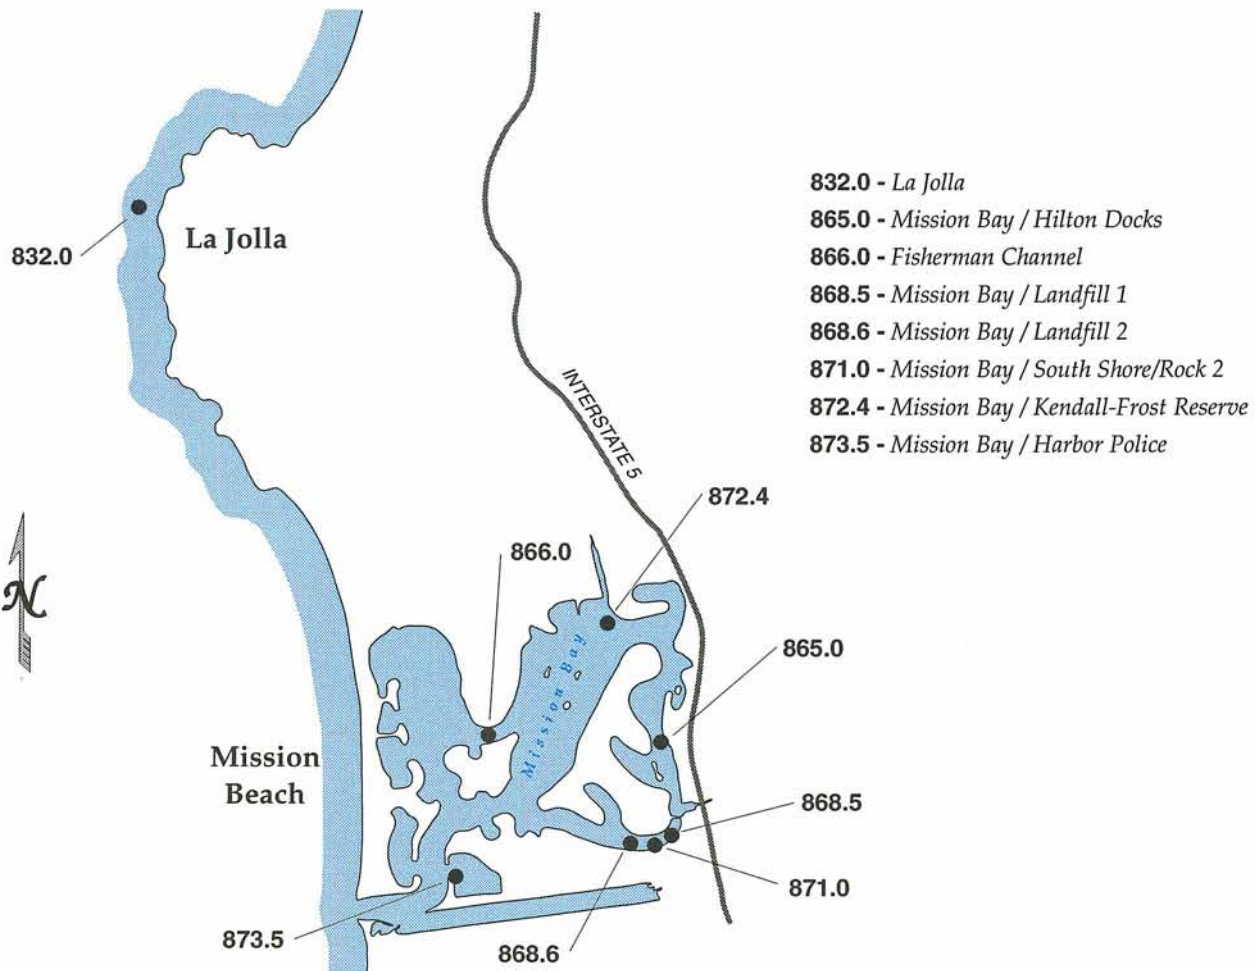 832.0 - La Jolla
865.0 - Mission Bay / Hilton Docks
866.0 - Fisherman Channel
868.5 - Mission Bay / Landfill 1
868.6 - Mission Bay / Landfill 2
871.0 - Mission Bay / South Shore/Rock 2
872.4 - Mission Bay / Kendall-Frost Reserve
873.5 - Mission Bay / Harbor Police
La Jolla
832.0
INTERSTATE 5
872.4
866.0
N
865.0
Mission Bay
Mission
Beach
868.5
871.0
873.5
868.6